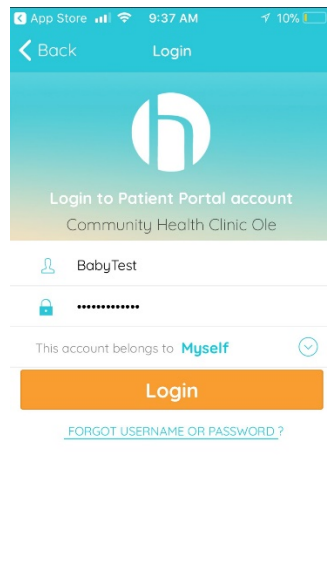 App Store 9:37 AM 10%
Back Login
Login to Patient Portal account
Community Health Clinic Ole
BabyTest
•••••••••••••
This account belongs to Myself
Login
FORGOT USERNAME OR PASSWORD ?